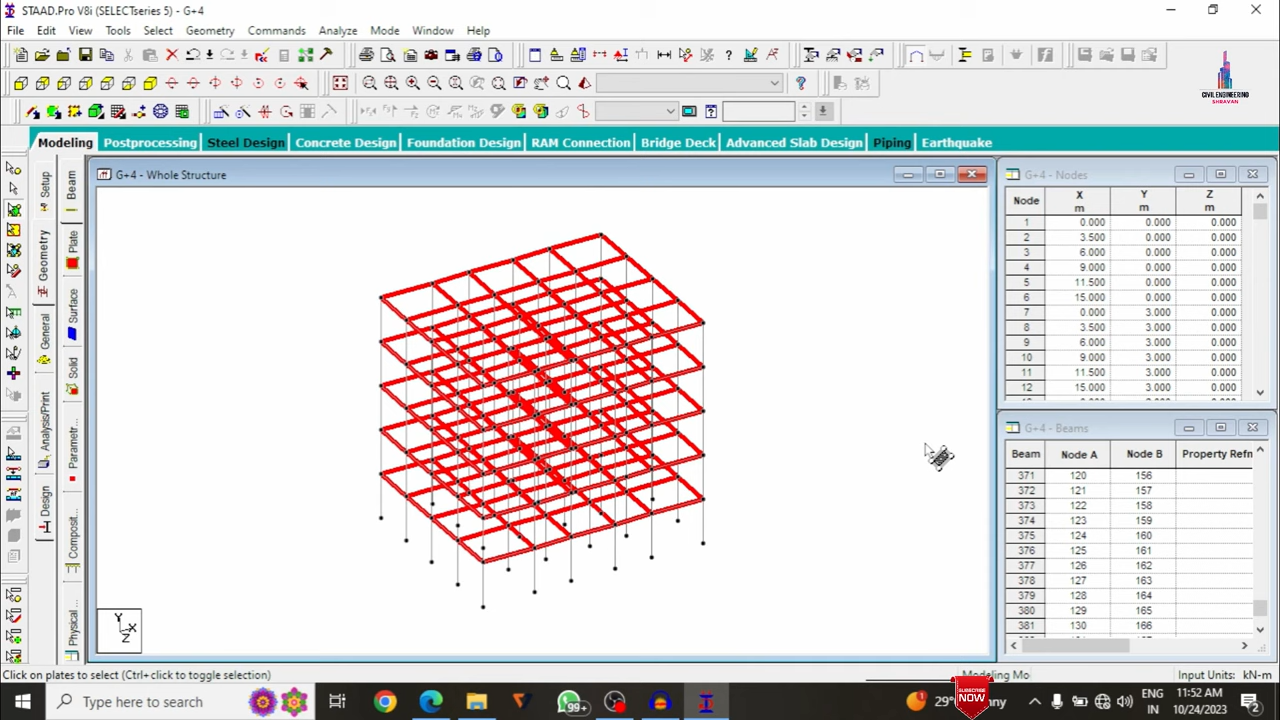 STAAD.Pro V8i (SELECTseries 5) - G+4
File Edit View Tools Select Geometry Commands Analyze Mode Window Help
CIVIL ENGINEERING
SHRAVAN
Modeling Postprocessing Steel Design Concrete Design Foundation Design RAM Connection Bridge Deck Advanced Slab Design Piping Earthquake
Setup
Geometry
General
Analysis/Print
Design
Beam
Plate
Surface
Solid
Parametr...
Composit...
Physical
G+4 - Whole Structure
Y
X
Z
G+4 - Nodes
Node X m Y m Z m
1 0.000 0.000 0.000
2 3.500 0.000 0.000
3 6.000 0.000 0.000
4 9.000 0.000 0.000
5 11.500 0.000 0.000
6 15.000 0.000 0.000
7 0.000 3.000 0.000
8 3.500 3.000 0.000
9 6.000 3.000 0.000
10 9.000 3.000 0.000
11 11.500 3.000 0.000
12 15.000 3.000 0.000
G+4 - Beams
Beam Node A Node B Property Refn
371 120 156
372 121 157
373 122 158
374 123 159
375 124 160
376 125 161
377 126 162
378 127 163
379 128 164
380 129 165
381 130 166
Click on plates to select (Ctrl+click to toggle selection)
Modeling Mo
Input Units: kN-m
SUBSCRIBE
NOW
Type here to search
99+
29°
nny
ENG
IN
11:52 AM
10/24/2023
2